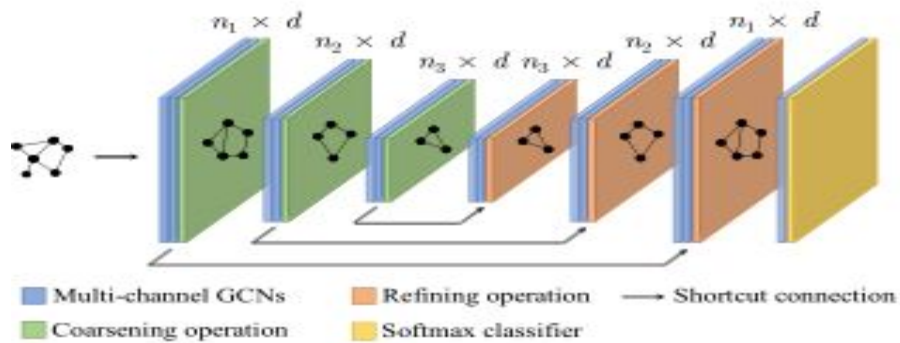 n₁ × d
n₂ × d
n₃ × d
n₃ × d
n₂ × d
n₁ × d
Multi-channel GCNs
Refining operation
Shortcut connection
Coarsening operation
Softmax classifier